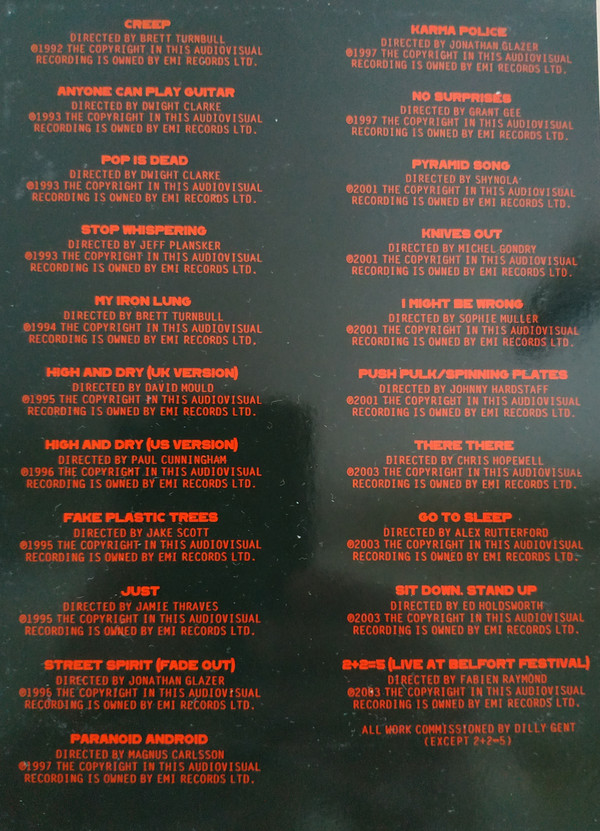 CREEP
DIRECTED BY BRETT TURNBULL
©1992 THE COPYRIGHT IN THIS AUDIOVISUAL
RECORDING IS OWNED BY EMI RECORDS LTD.
ANYONE CAN PLAY GUITAR
DIRECTED BY DWIGHT CLARKE
©1993 THE COPYRIGHT IN THIS AUDIOVISUAL
RECORDING IS OWNED BY EMI RECORDS LTD.
POP IS DEAD
DIRECTED BY DWIGHT CLARKE
©1993 THE COPYRIGHT IN THIS AUDIOVISUAL
RECORDING IS OWNED BY EMI RECORDS LTD.
STOP WHISPERING
DIRECTED BY JEFF PLANSKER
©1993 THE COPYRIGHT IN THIS AUDIOVISUAL
RECORDING IS OWNED BY EMI RECORDS LTD.
MY IRON LUNG
DIRECTED BY BRETT TURNBULL
©1994 THE COPYRIGHT IN THIS AUDIOVISUAL
RECORDING IS OWNED BY EMI RECORDS LTD.
HIGH AND DRY (UK VERSION)
DIRECTED BY DAVID MOULD
©1995 THE COPYRIGHT IN THIS AUDIOVISUAL
RECORDING IS OWNED BY EMI RECORDS LTD.
HIGH AND DRY (US VERSION)
DIRECTED BY PAUL CUNNINGHAM
©1996 THE COPYRIGHT IN THIS AUDIOVISUAL
RECORDING IS OWNED BY EMI RECORDS LTD.
FAKE PLASTIC TREES
DIRECTED BY JAKE SCOTT
©1995 THE COPYRIGHT IN THIS AUDIOVISUAL
RECORDING IS OWNED BY EMI RECORDS LTD.
JUST
DIRECTED BY JAMIE THRAVES
©1995 THE COPYRIGHT IN THIS AUDIOVISUAL
RECORDING IS OWNED BY EMI RECORDS LTD.
STREET SPIRIT (FADE OUT)
DIRECTED BY JONATHAN GLAZER
©1996 THE COPYRIGHT IN THIS AUDIOVISUAL
RECORDING IS OWNED BY EMI RECORDS LTD.
PARANOID ANDROID
DIRECTED BY MAGNUS CARLSSON
©1997 THE COPYRIGHT IN THIS AUDIOVISUAL
RECORDING IS OWNED BY EMI RECORDS LTD.
KARMA POLICE
DIRECTED BY JONATHAN GLAZER
©1997 THE COPYRIGHT IN THIS AUDIOVISUAL
RECORDING IS OWNED BY EMI RECORDS LTD.
NO SURPRISES
DIRECTED BY GRANT GEE
©1997 THE COPYRIGHT IN THIS AUDIOVISUAL
RECORDING IS OWNED BY EMI RECORDS LTD.
PYRAMID SONG
DIRECTED BY SHYNOLA
©2001 THE COPYRIGHT IN THIS AUDIOVISUAL
RECORDING IS OWNED BY EMI RECORDS LTD.
KNIVES OUT
DIRECTED BY MICHEL GONDRY
©2001 THE COPYRIGHT IN THIS AUDIOVISUAL
RECORDING IS OWNED BY EMI RECORDS LTD.
I MIGHT BE WRONG
DIRECTED BY SOPHIE MULLER
©2001 THE COPYRIGHT IN THIS AUDIOVISUAL
RECORDING IS OWNED BY EMI RECORDS LTD.
PUSH PULK/SPINNING PLATES
DIRECTED BY JOHNNY HARDSTAFF
©2001 THE COPYRIGHT IN THIS AUDIOVISUAL
RECORDING IS OWNED BY EMI RECORDS LTD.
THERE THERE
DIRECTED BY CHRIS HOPEWELL
©2003 THE COPYRIGHT IN THIS AUDIOVISUAL
RECORDING IS OWNED BY EMI RECORDS LTD.
GO TO SLEEP
DIRECTED BY ALEX RUTTERFORD
©2003 THE COPYRIGHT IN THIS AUDIOVISUAL
RECORDING IS OWNED BY EMI RECORDS LTD.
SIT DOWN. STAND UP
DIRECTED BY ED HOLDSWORTH
©2003 THE COPYRIGHT IN THIS AUDIOVISUAL
RECORDING IS OWNED BY EMI RECORDS LTD.
2+2=5 (LIVE AT BELFORT FESTIVAL)
DIRECTED BY FABIEN RAYMOND
©2003 THE COPYRIGHT IN THIS AUDIOVISUAL
RECORDING IS OWNED BY EMI RECORDS LTD.
ALL WORK COMMISSIONED BY DILLY GENT
(EXCEPT 2+2=5)